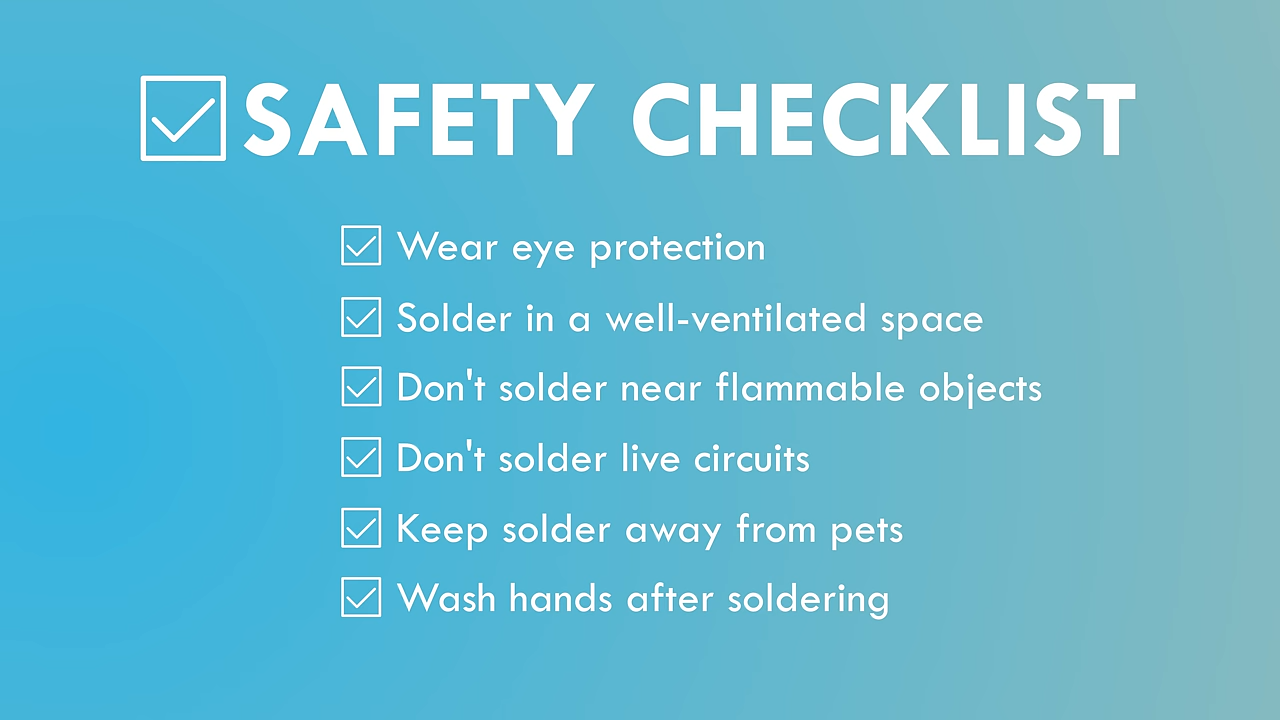 SAFETY CHECKLIST
Wear eye protection
Solder in a well-ventilated space
Don't solder near flammable objects
Don't solder live circuits
Keep solder away from pets
Wash hands after soldering